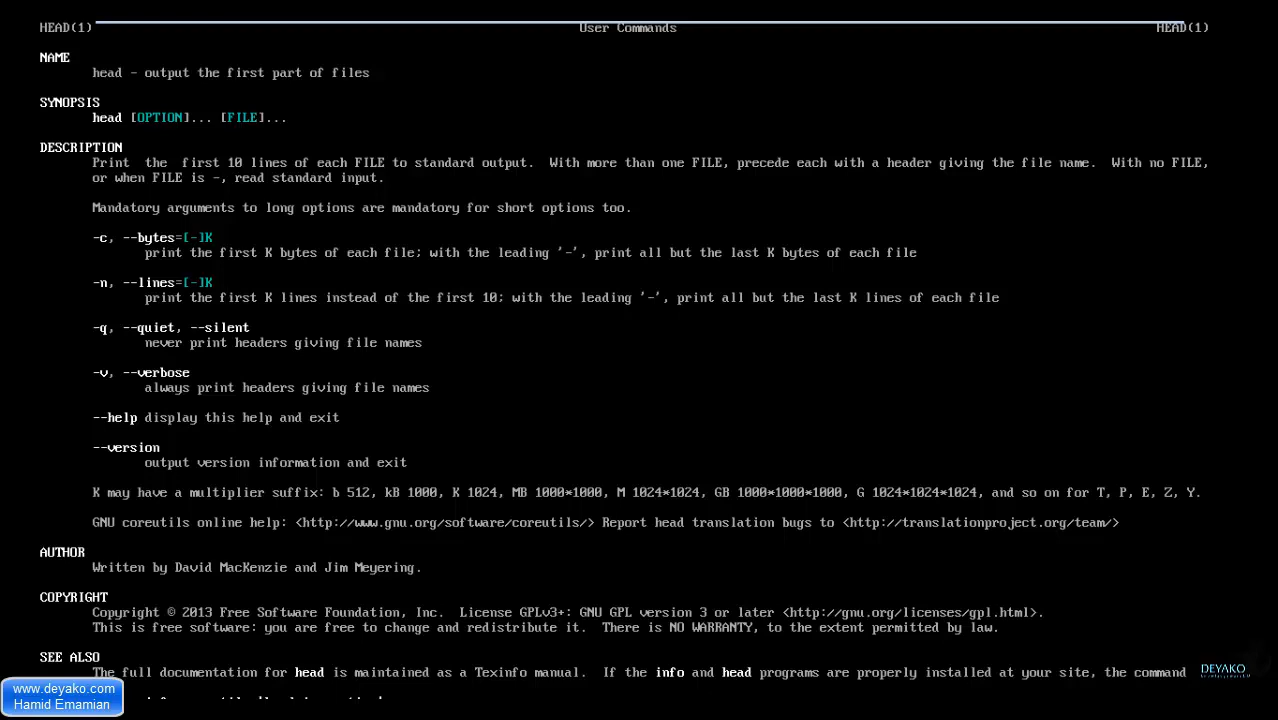 HEAD(1) User Commands HEAD(1)
NAME
head - output the first part of files
SYNOPSIS
head [OPTION]... [FILE]...
DESCRIPTION
Print the first 10 lines of each FILE to standard output. With more than one FILE, precede each with a header giving the file name. With no FILE,
or when FILE is -, read standard input.
Mandatory arguments to long options are mandatory for short options too.
-c, --bytes=[-]K
print the first K bytes of each file; with the leading '-', print all but the last K bytes of each file
-n, --lines=[-]K
print the first K lines instead of the first 10; with the leading '-', print all but the last K lines of each file
-q, --quiet, --silent
never print headers giving file names
-v, --verbose
always print headers giving file names
--help display this help and exit
--version
output version information and exit
K may have a multiplier suffix: b 512, kB 1000, K 1024, MB 1000*1000, M 1024*1024, GB 1000*1000*1000, G 1024*1024*1024, and so on for T, P, E, Z, Y.
GNU coreutils online help: <http://www.gnu.org/software/coreutils/> Report head translation bugs to <http://translationproject.org/team/>
AUTHOR
Written by David MacKenzie and Jim Meyering.
COPYRIGHT
Copyright © 2013 Free Software Foundation, Inc. License GPLv3+: GNU GPL version 3 or later <http://gnu.org/licenses/gpl.html>.
This is free software: you are free to change and redistribute it. There is NO WARRANTY, to the extent permitted by law.
SEE ALSO
The full documentation for head is maintained as a Texinfo manual. If the info and head programs are properly installed at your site, the command
DEYAKO
www.deyako.com
Hamid Emamian